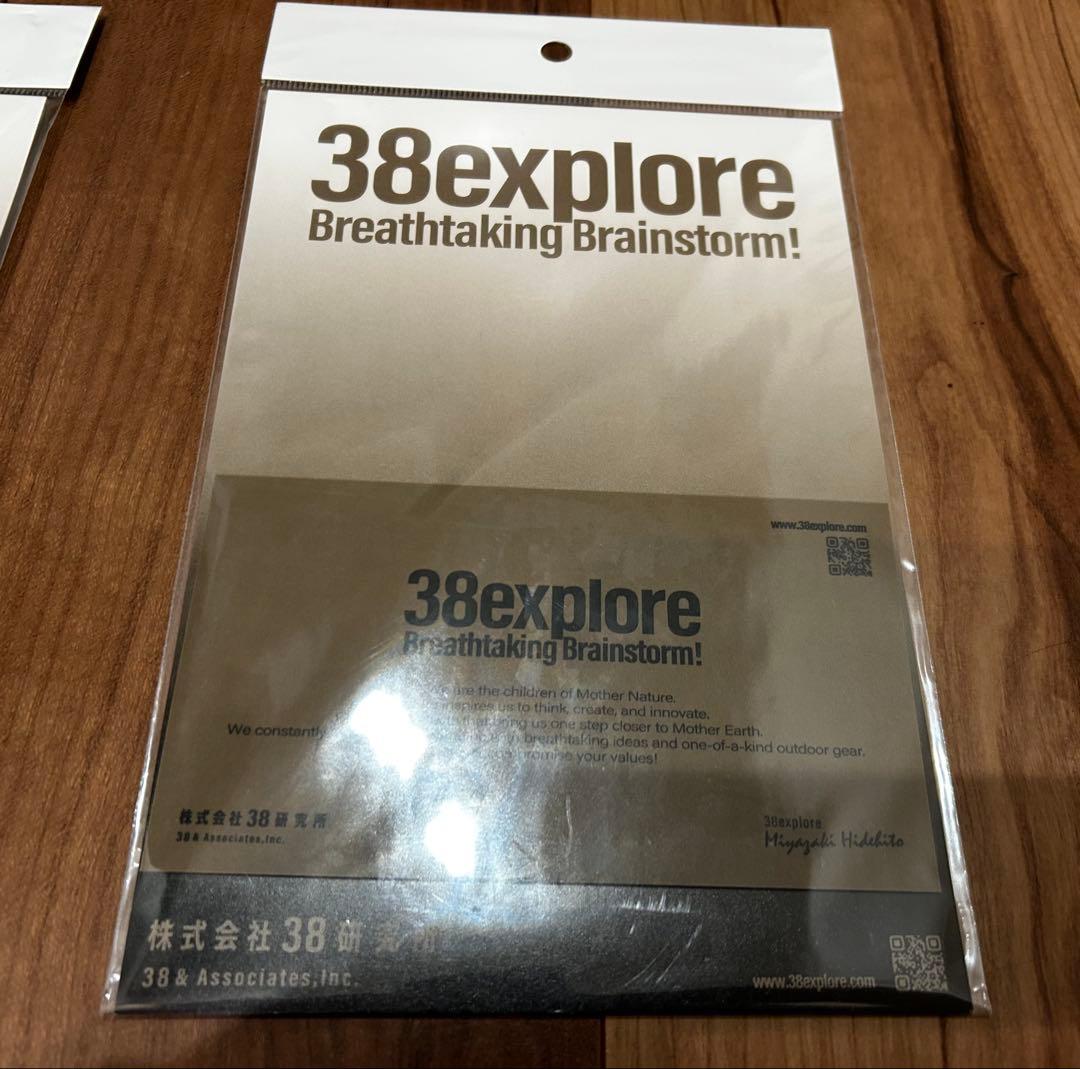 38explore
Breathtaking Brainstorm!
www.38explore.com
38explore
Breathtaking Brainstorm!
are the children of Mother Nature.
inspires us to think, create, and innovate.
that bring us one step closer to Mother Earth.
We constantly breathtaking ideas and one-of-a-kind outdoor gear.
promise your values!
株式会社38研究所
38 & Associates,Inc.
38explore
Miyazaki Hidehito
株式会社38研究所
38 & Associates,Inc.
www.38explore.com